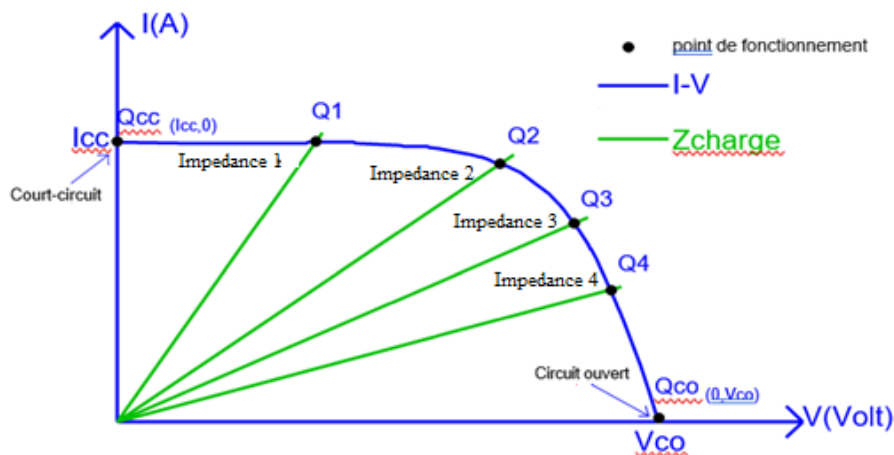 I(A)
point de fonctionnement
I-V
Zcharge
Qcc (Icc,0)
Q1
Q2
Icc
Impedance 1
Impedance 2
Court-circuit
Q3
Impedance 3
Q4
Impedance 4
Circuit ouvert
Qco (0,Vco)
V(Volt)
Vco